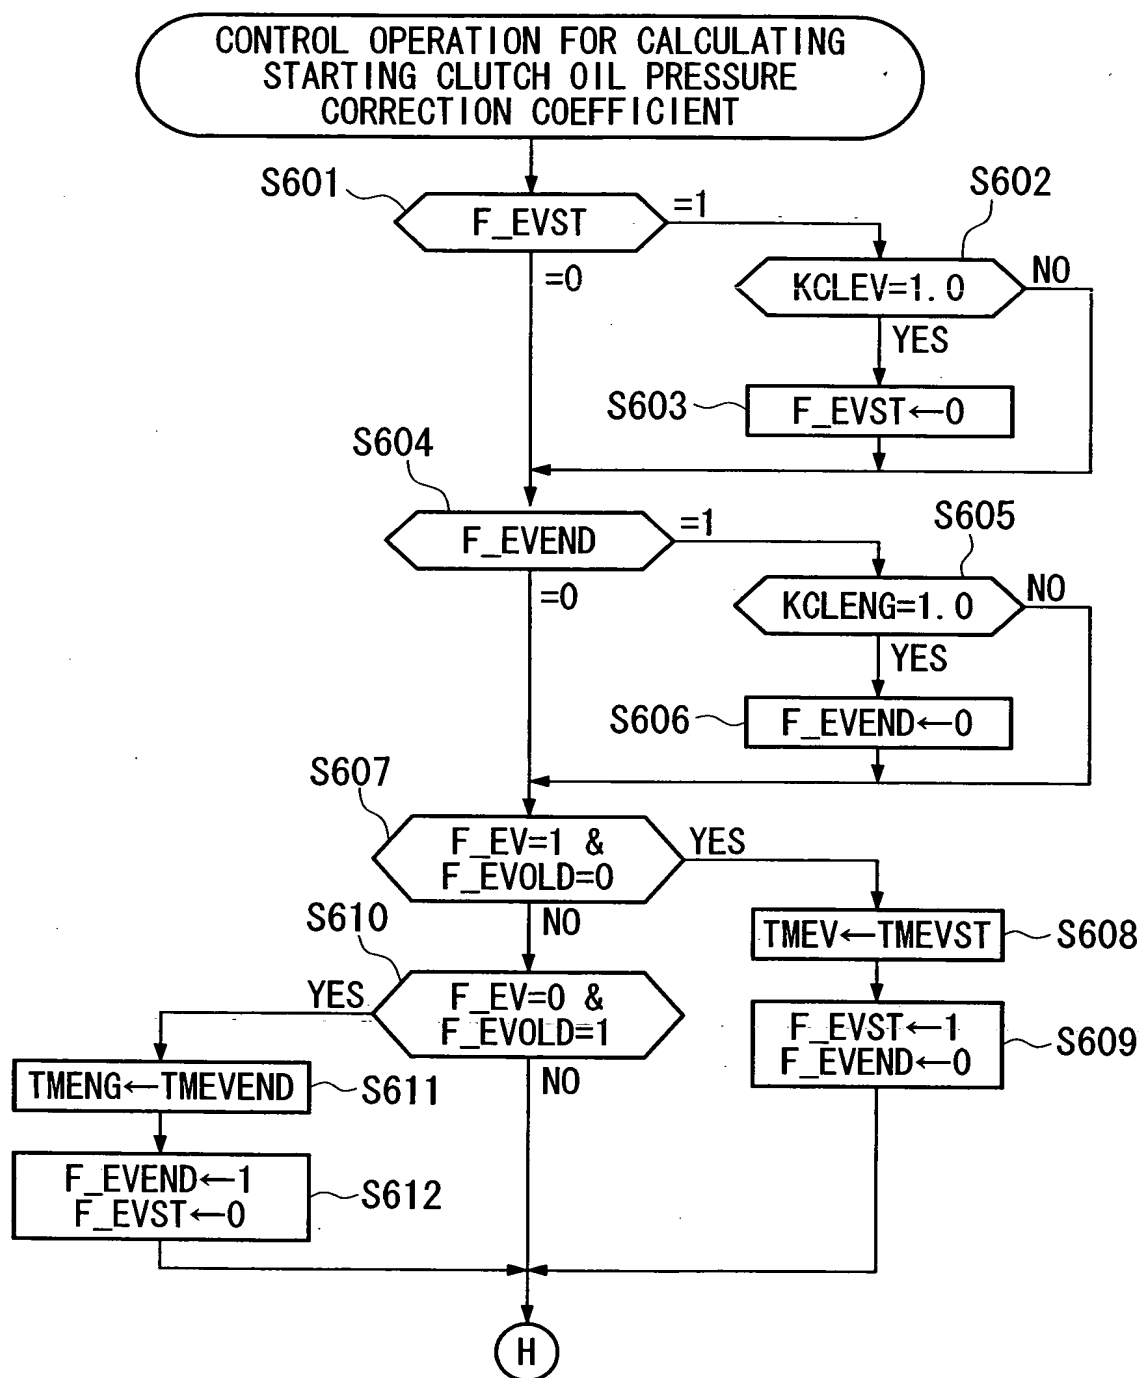 CONTROL OPERATION FOR CALCULATING
STARTING CLUTCH OIL PRESSURE
CORRECTION COEFFICIENT
S601
F_EVST
=1
=0
S602
KCLEV=1.0
NO
YES
S603
F_EVST←0
S604
F_EVEND
=1
=0
S605
KCLENG=1.0
NO
YES
S606
F_EVEND←0
S607
F_EV=1 &
F_EVOLD=0
YES
NO
TMEV←TMEVST
S608
F_EVST←1
F_EVEND←0
S609
S610
F_EV=0 &
F_EVOLD=1
YES
NO
TMENG←TMEVEND
S611
F_EVEND←1
F_EVST←0
S612
H